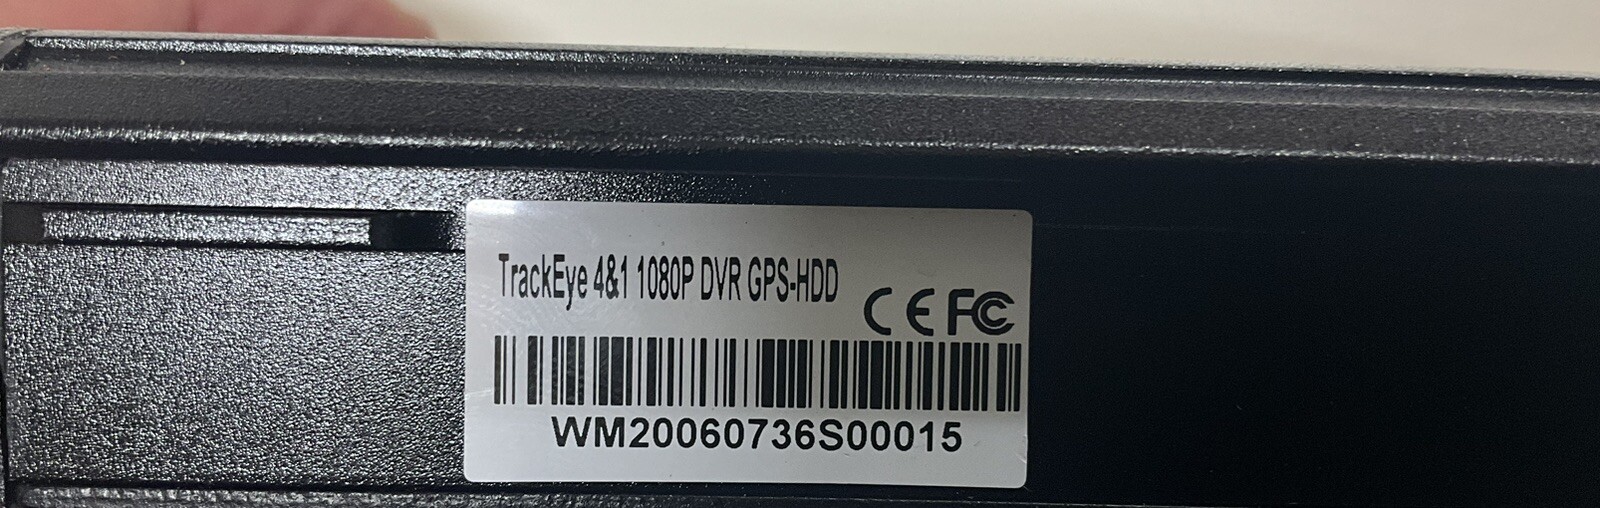 TrackEye 4&1 1080P DVR GPS-HDD
CE FC
WM20060736S00015